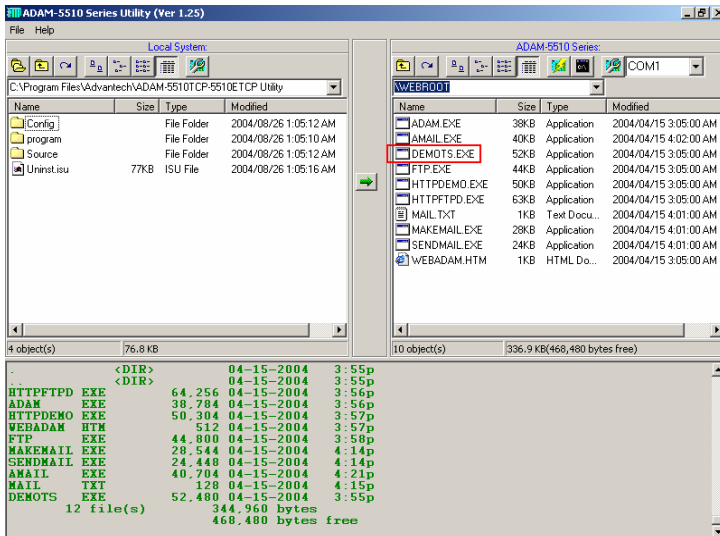 ADAM-5510 Series Utility (Ver 1.25)
File Help
Local System:
C:\Program Files\Advantech\ADAM-5510TCP-5510ETCP Utility
Name Size Type Modified
Config File Folder 2004/08/26 1:05:12 AM
program File Folder 2004/08/26 1:05:10 AM
Source File Folder 2004/08/26 1:05:12 AM
Uninst.isu 77KB ISU File 2004/08/26 1:05:16 AM
4 object(s) 76.8 KB
ADAM-5510 Series:
COM1
\WEBROOT
Name Size Type Modified
ADAM.EXE 38KB Application 2004/04/15 3:05:00 AM
AMAIL.EXE 40KB Application 2004/04/15 4:02:00 AM
DEMOTS.EXE 52KB Application 2004/04/15 3:05:00 AM
FTP.EXE 44KB Application 2004/04/15 3:05:00 AM
HTTPDEMO.EXE 50KB Application 2004/04/15 3:05:00 AM
HTTPFTPD.EXE 63KB Application 2004/04/15 3:05:00 AM
MAIL.TXT 1KB Text Docu... 2004/04/15 4:01:00 AM
MAKEMAIL.EXE 28KB Application 2004/04/15 4:01:00 AM
SENDMAIL.EXE 24KB Application 2004/04/15 4:01:00 AM
WEBADAM.HTM 1KB HTML Do... 2004/04/15 3:05:00 AM
10 object(s) 336.9 KB(468,480 bytes free)
. <DIR> 04-15-2004 3:55p
.. <DIR> 04-15-2004 3:55p
HTTPFTPD EXE 64,256 04-15-2004 3:56p
ADAM EXE 38,784 04-15-2004 3:56p
HTTPDEMO EXE 50,304 04-15-2004 3:57p
WEBADAM HTM 512 04-15-2004 3:57p
FTP EXE 44,800 04-15-2004 3:58p
MAKEMAIL EXE 28,544 04-15-2004 4:14p
SENDMAIL EXE 24,448 04-15-2004 4:14p
AMAIL EXE 40,704 04-15-2004 4:21p
MAIL TXT 128 04-15-2004 4:15p
DEMOTS EXE 52,480 04-15-2004 3:55p
12 file(s) 344,960 bytes
468,480 bytes free